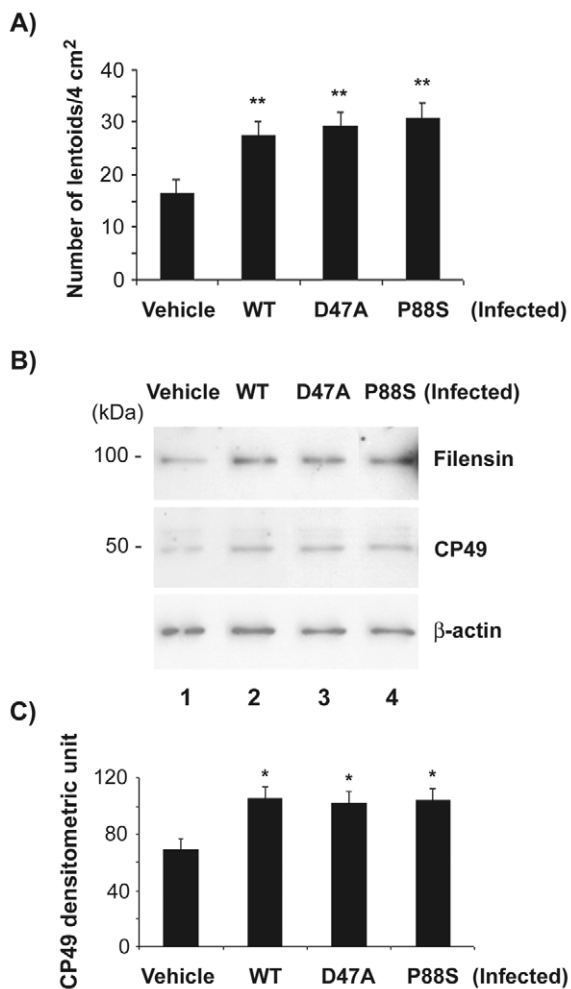 A)
Number of lentoids/4 cm²
40
30
20
10
0
** ** **
Vehicle WT D47A P88S (Infected)
B)
Vehicle WT D47A P88S (Infected)
(kDa)
100 - Filensin
50 - CP49
β-actin
1 2 3 4
C)
CP49 densitometric unit
120
80
40
0
* * *
Vehicle WT D47A P88S (Infected)